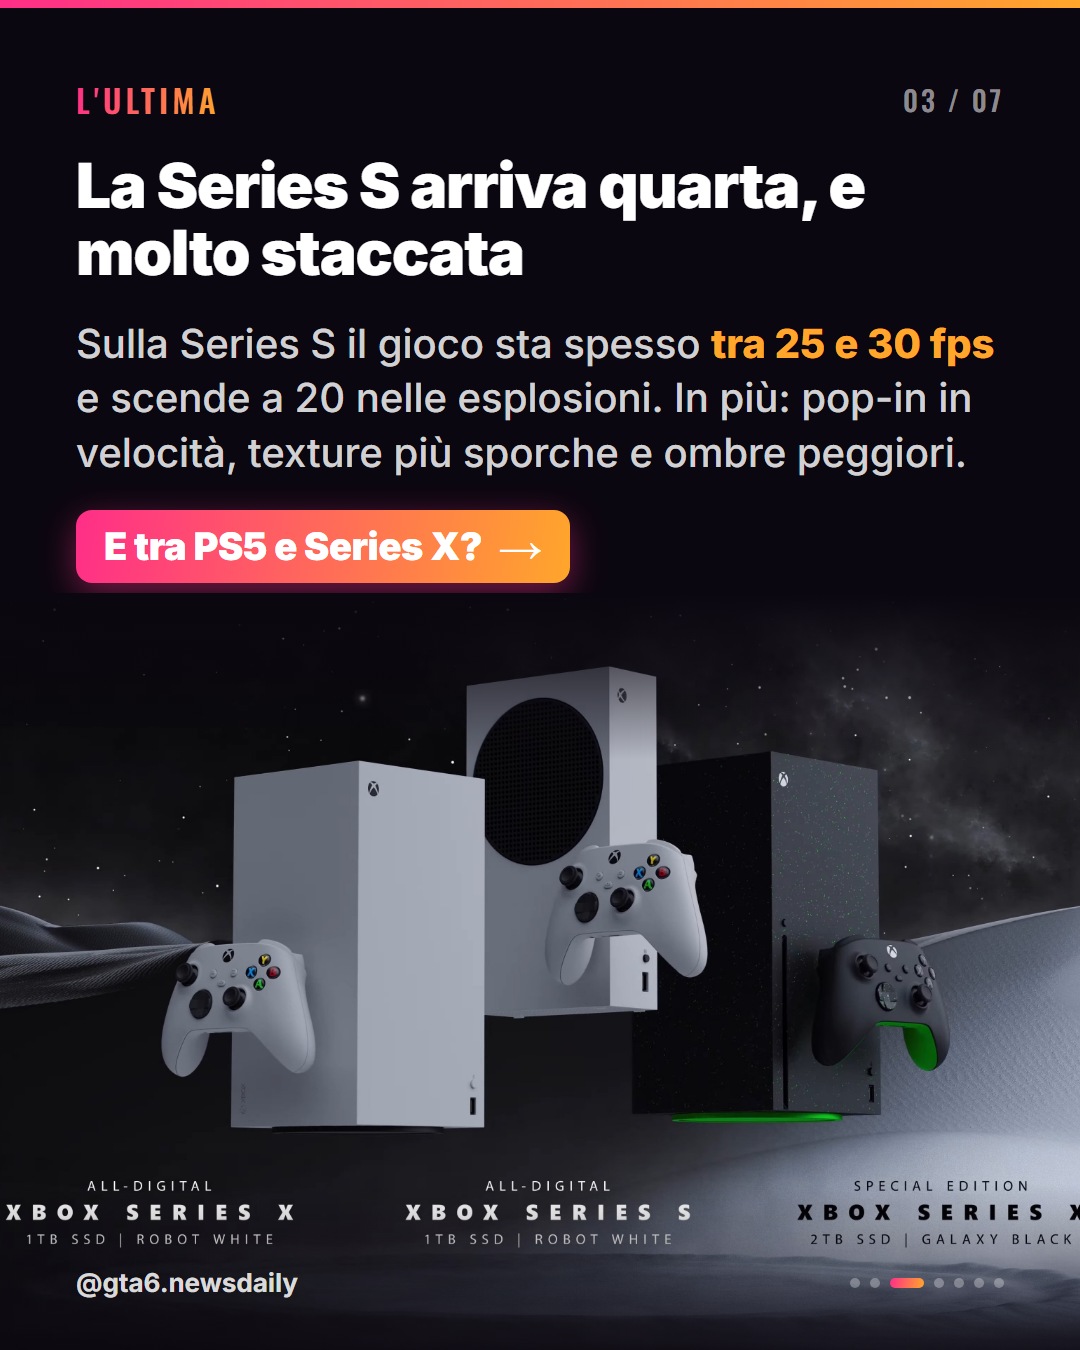 L'ULTIMA
03 / 07
La Series S arriva quarta, e
molto staccata
Sulla Series S il gioco sta spesso tra 25 e 30 fps
e scende a 20 nelle esplosioni. In più: pop-in in
velocità, texture più sporche e ombre peggiori.
E tra PS5 e Series X? →
ALL-DIGITAL
XBOX SERIES X
1TB SSD | ROBOT WHITE
ALL-DIGITAL
XBOX SERIES S
1TB SSD | ROBOT WHITE
SPECIAL EDITION
XBOX SERIES X
2TB SSD | GALAXY BLACK
@gta6.newsdaily